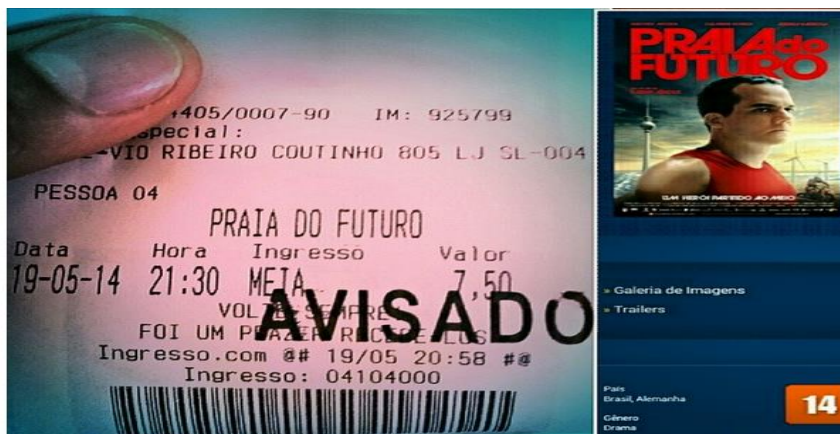 405/0007-90 IM: 925799
special:
VIO RIBEIRO COUTINHO 805 LJ SL-004
PESSOA 04
PRAIA DO FUTURO
Data Hora Ingresso Valor
19-05-14 21:30 MEIA 7,50
VOLTE SEMPRE
AVISADO
FOI UM PRAZER RECEBE-LOS
Ingresso.com @# 19/05 20:58 #@
Ingresso: 04104000
PRAIA do
FUTURO
UM HERÓI PARTIDO AO MEIO
» Galeria de Imagens
» Trailers
País
Brasil, Alemanha
Gênero
Drama
14